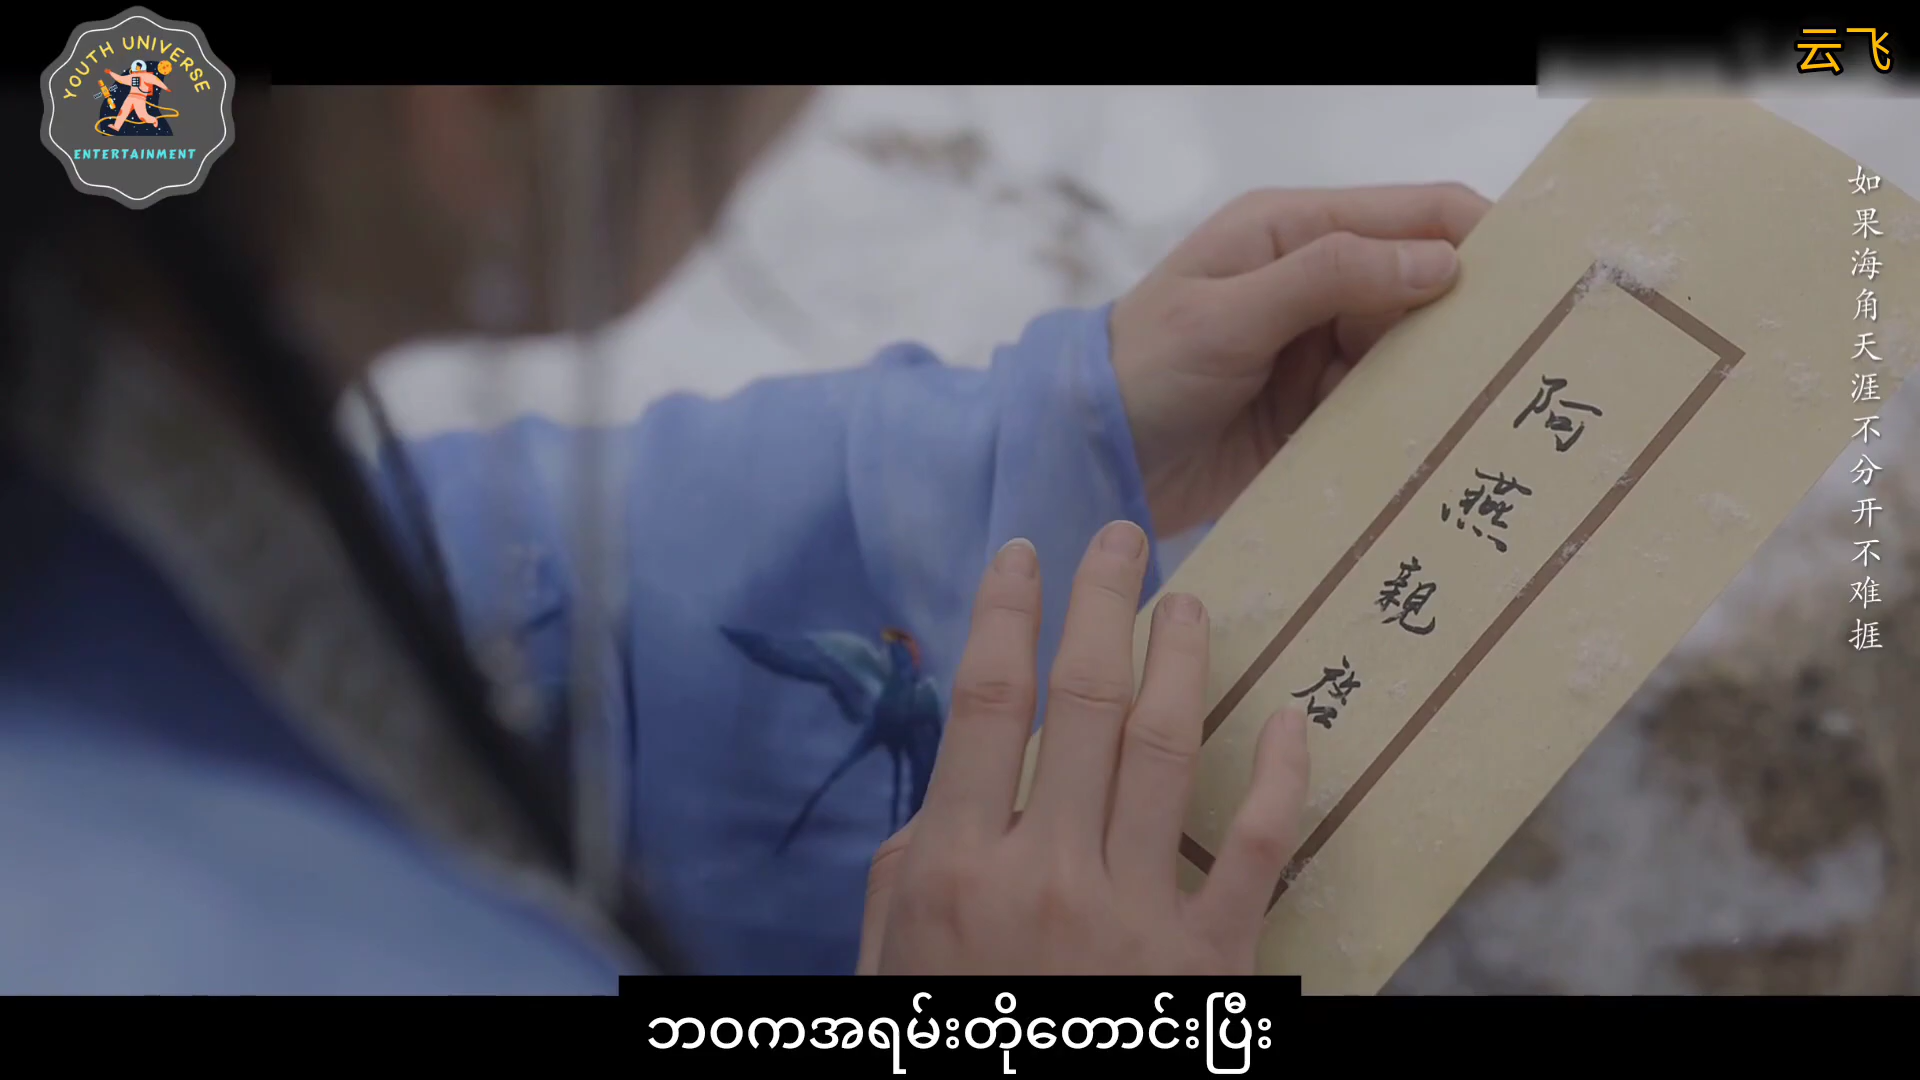 YOUTH UNIVERSE
ENTERTAINMENT
云飞
如果海角天涯不分开不难捱
阿燕親啓
ဘဝကအရမ်းတိုတောင်းပြီး